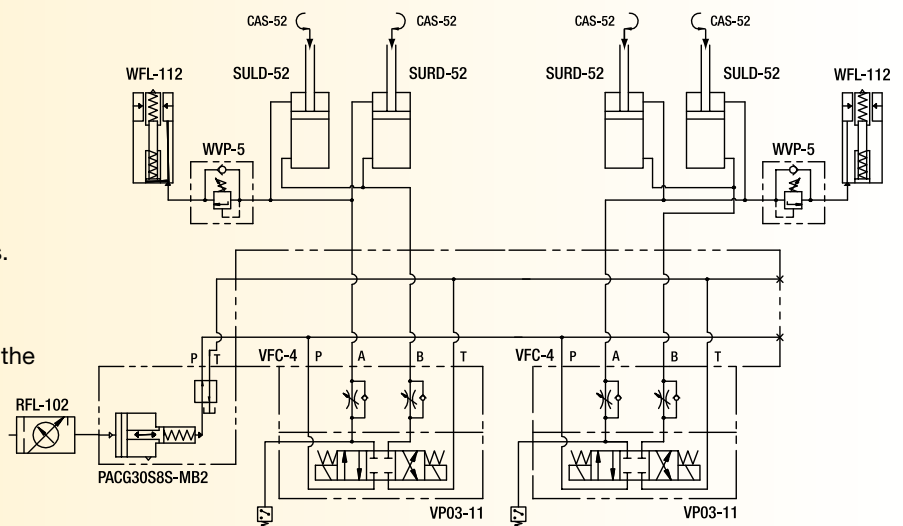 CAS-52 CAS-52 CAS-52 CAS-52
SULD-52 SURD-52 SURD-52 SULD-52
WFL-112 WFL-112
WVP-5 WVP-5
s.
the
P T VFC-4 P A B T VFC-4 P A B T
RFL-102
PACG30S8S-MB2
VP03-11 VP03-11